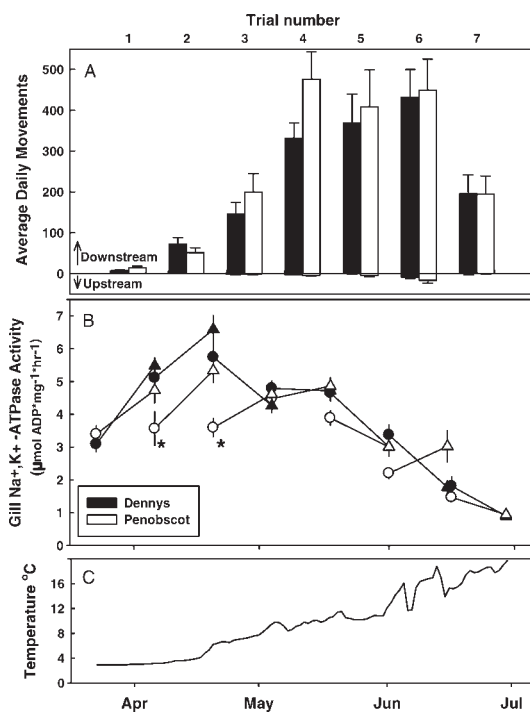 Trial number
1 2 3 4 5 6 7
A
Average Daily Movements
500
400
300
200
100
0
Downstream
Upstream
B
Gill Na+,K+ -ATPase Activity
(µmol ADP*mg-1*hr-1)
7
6
5
4
3
2
1
0
* *
Dennys
Penobscot
C
Temperature °C
16
12
8
4
0
Apr May Jun Jul